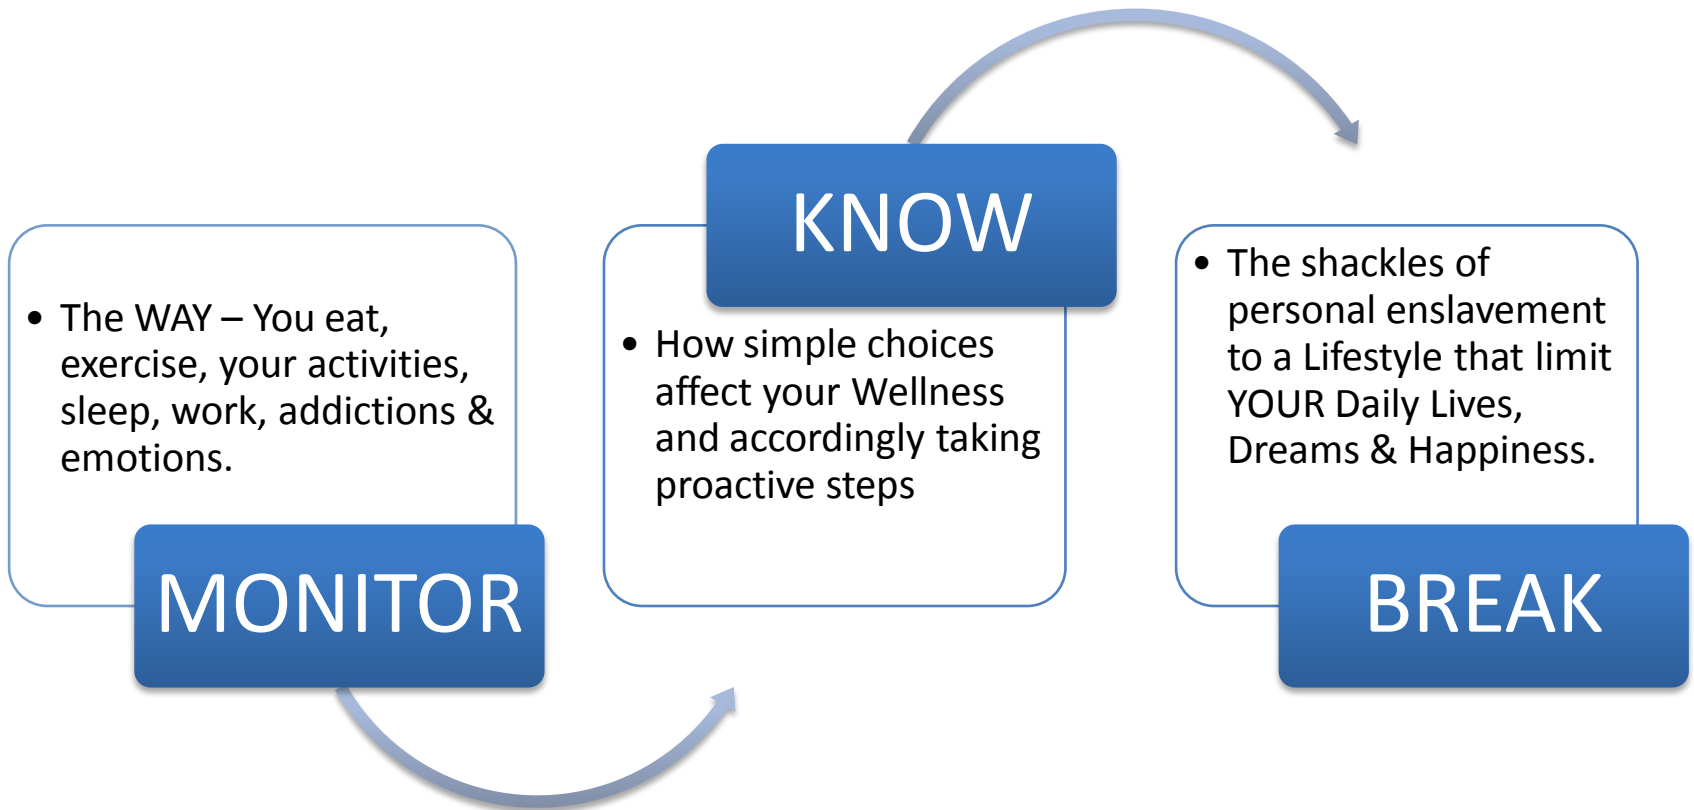 • The WAY – You eat,
exercise, your activities,
sleep, work, addictions &
emotions.
MONITOR
KNOW
• How simple choices
affect your Wellness
and accordingly taking
proactive steps
• The shackles of
personal enslavement
to a Lifestyle that limit
YOUR Daily Lives,
Dreams & Happiness.
BREAK